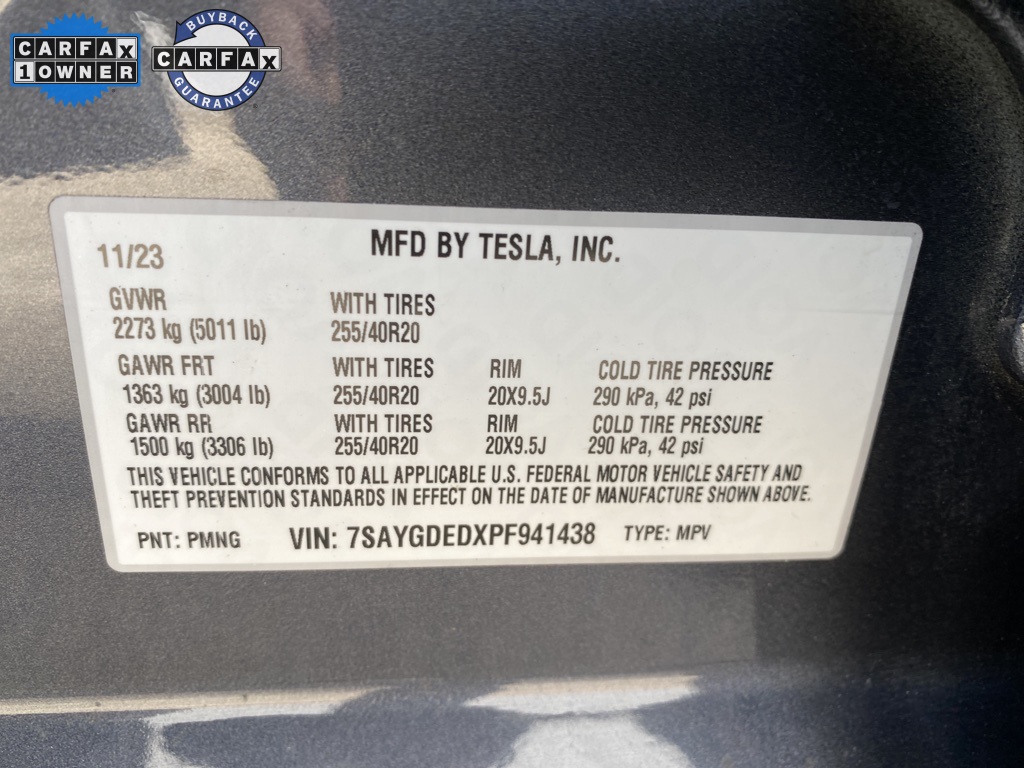 CARFAX
1 OWNER
BUYBACK
CARFAX
GUARANTEE
11/23
MFD BY TESLA, INC.
GVWR WITH TIRES
2273 kg (5011 lb) 255/40R20
GAWR FRT WITH TIRES RIM COLD TIRE PRESSURE
1363 kg (3004 lb) 255/40R20 20X9.5J 290 kPa, 42 psi
GAWR RR WITH TIRES RIM COLD TIRE PRESSURE
1500 kg (3306 lb) 255/40R20 20X9.5J 290 kPa, 42 psi
THIS VEHICLE CONFORMS TO ALL APPLICABLE U.S. FEDERAL MOTOR VEHICLE SAFETY AND
THEFT PREVENTION STANDARDS IN EFFECT ON THE DATE OF MANUFACTURE SHOWN ABOVE.
PNT: PMNG VIN: 7SAYGDEDXPF941438 TYPE: MPV